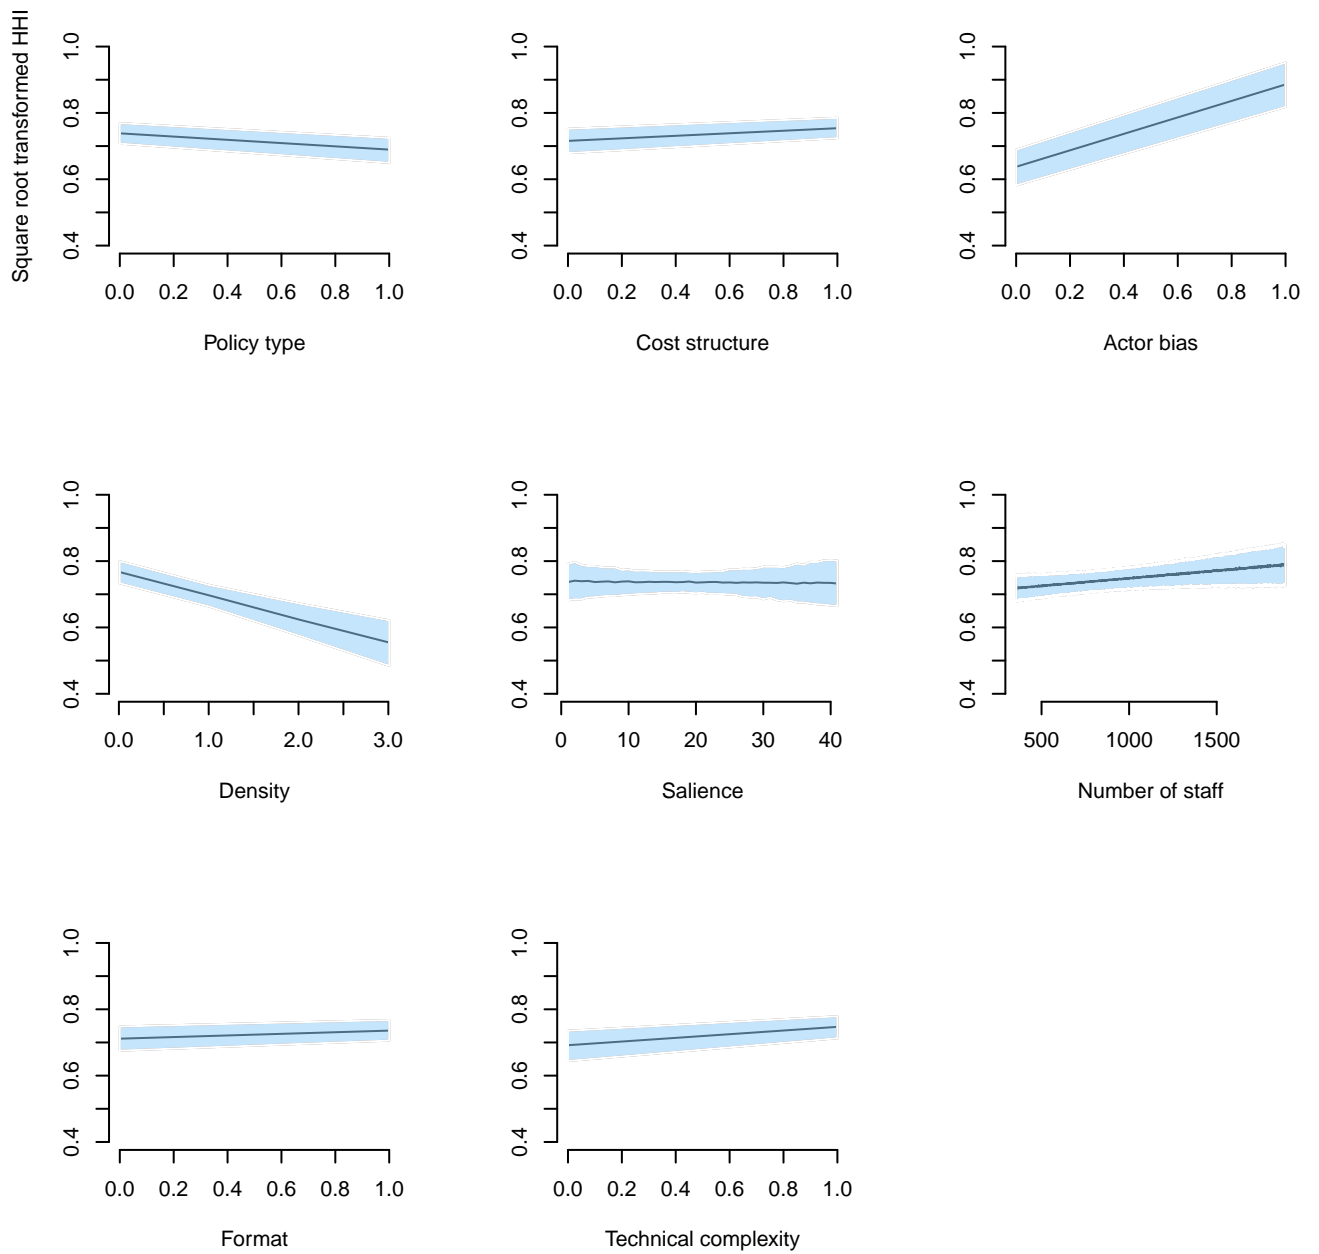 Square root transformed HHI
1.0
0.8
0.6
0.4
0.0 0.2 0.4 0.6 0.8 1.0
Policy type
1.0
0.8
0.6
0.4
0.0 0.2 0.4 0.6 0.8 1.0
Cost structure
1.0
0.8
0.6
0.4
0.0 0.2 0.4 0.6 0.8 1.0
Actor bias
1.0
0.8
0.6
0.4
0.0 1.0 2.0 3.0
Density
1.0
0.8
0.6
0.4
0 10 20 30 40
Salience
1.0
0.8
0.6
0.4
500 1000 1500
Number of staff
1.0
0.8
0.6
0.4
0.0 0.2 0.4 0.6 0.8 1.0
Format
1.0
0.8
0.6
0.4
0.0 0.2 0.4 0.6 0.8 1.0
Technical complexity